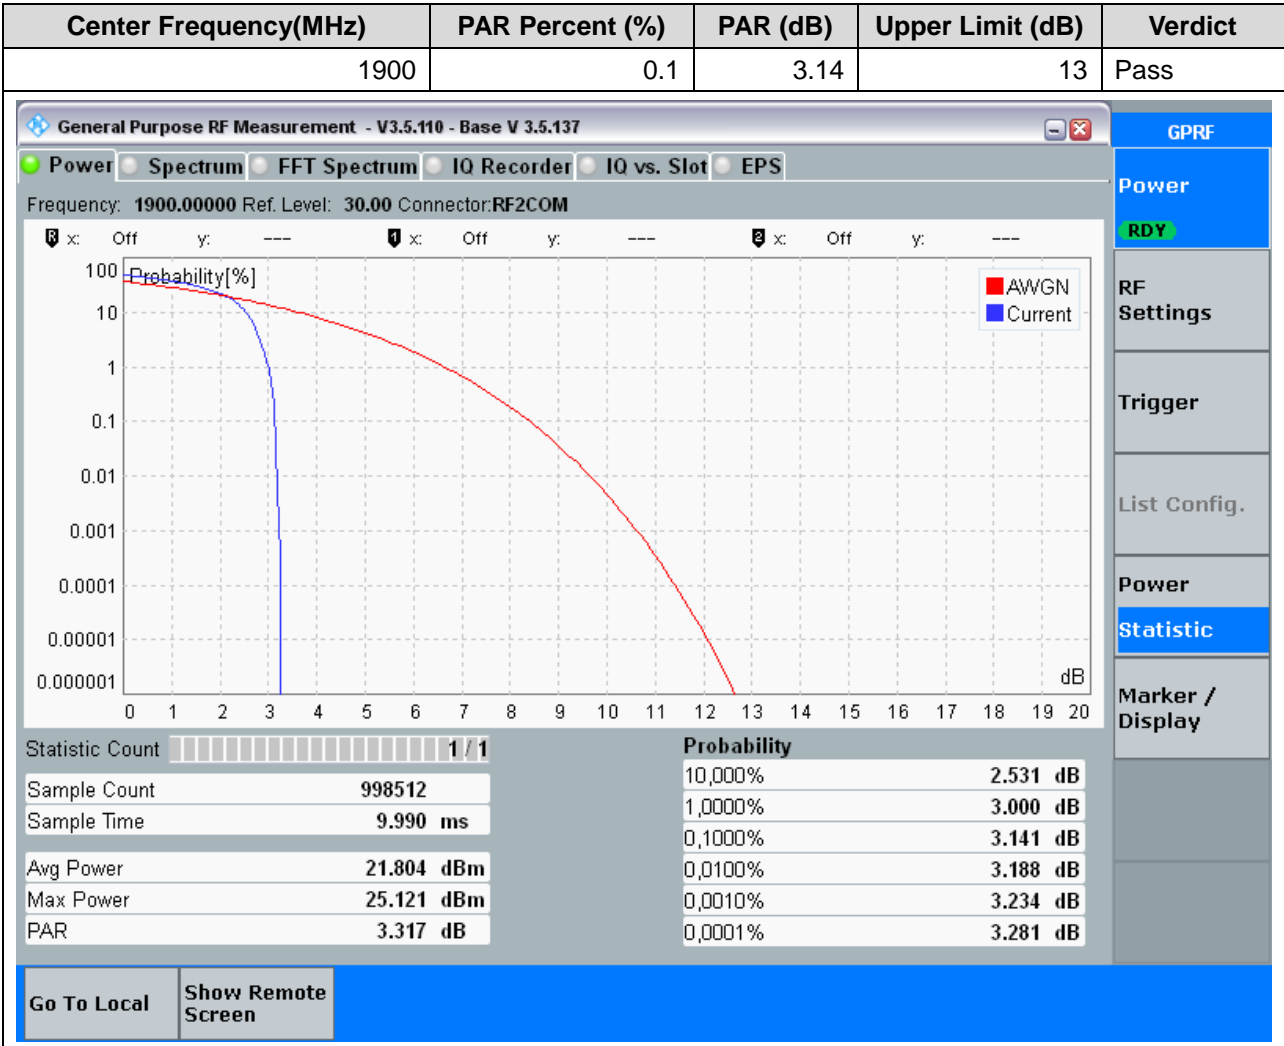 Center Frequency(MHz) PAR Percent (%) PAR (dB) Upper Limit (dB) Verdict
1900 0.1 3.14 13 Pass
General Purpose RF Measurement - V3.5.110 - Base V 3.5.137
GPRF
Power Spectrum FFT Spectrum IQ Recorder IQ vs. Slot EPS
Frequency: 1900.00000 Ref. Level: 30.00 Connector:RF2COM
R x: Off y: --- 1 x: Off y: --- 2 x: Off y: ---
Probability[%]
AWGN
Current
100
10
1
0.1
0.01
0.001
0.0001
0.00001
0.000001
dB
0 1 2 3 4 5 6 7 8 9 10 11 12 13 14 15 16 17 18 19 20
Statistic Count 1 / 1
Sample Count 998512
Sample Time 9.990 ms
Avg Power 21.804 dBm
Max Power 25.121 dBm
PAR 3.317 dB
Probability
10,000% 2.531 dB
1,0000% 3.000 dB
0,1000% 3.141 dB
0,0100% 3.188 dB
0,0010% 3.234 dB
0,0001% 3.281 dB
Power
RDY
RF
Settings
Trigger
List Config.
Power
Statistic
Marker /
Display
Go To Local
Show Remote
Screen